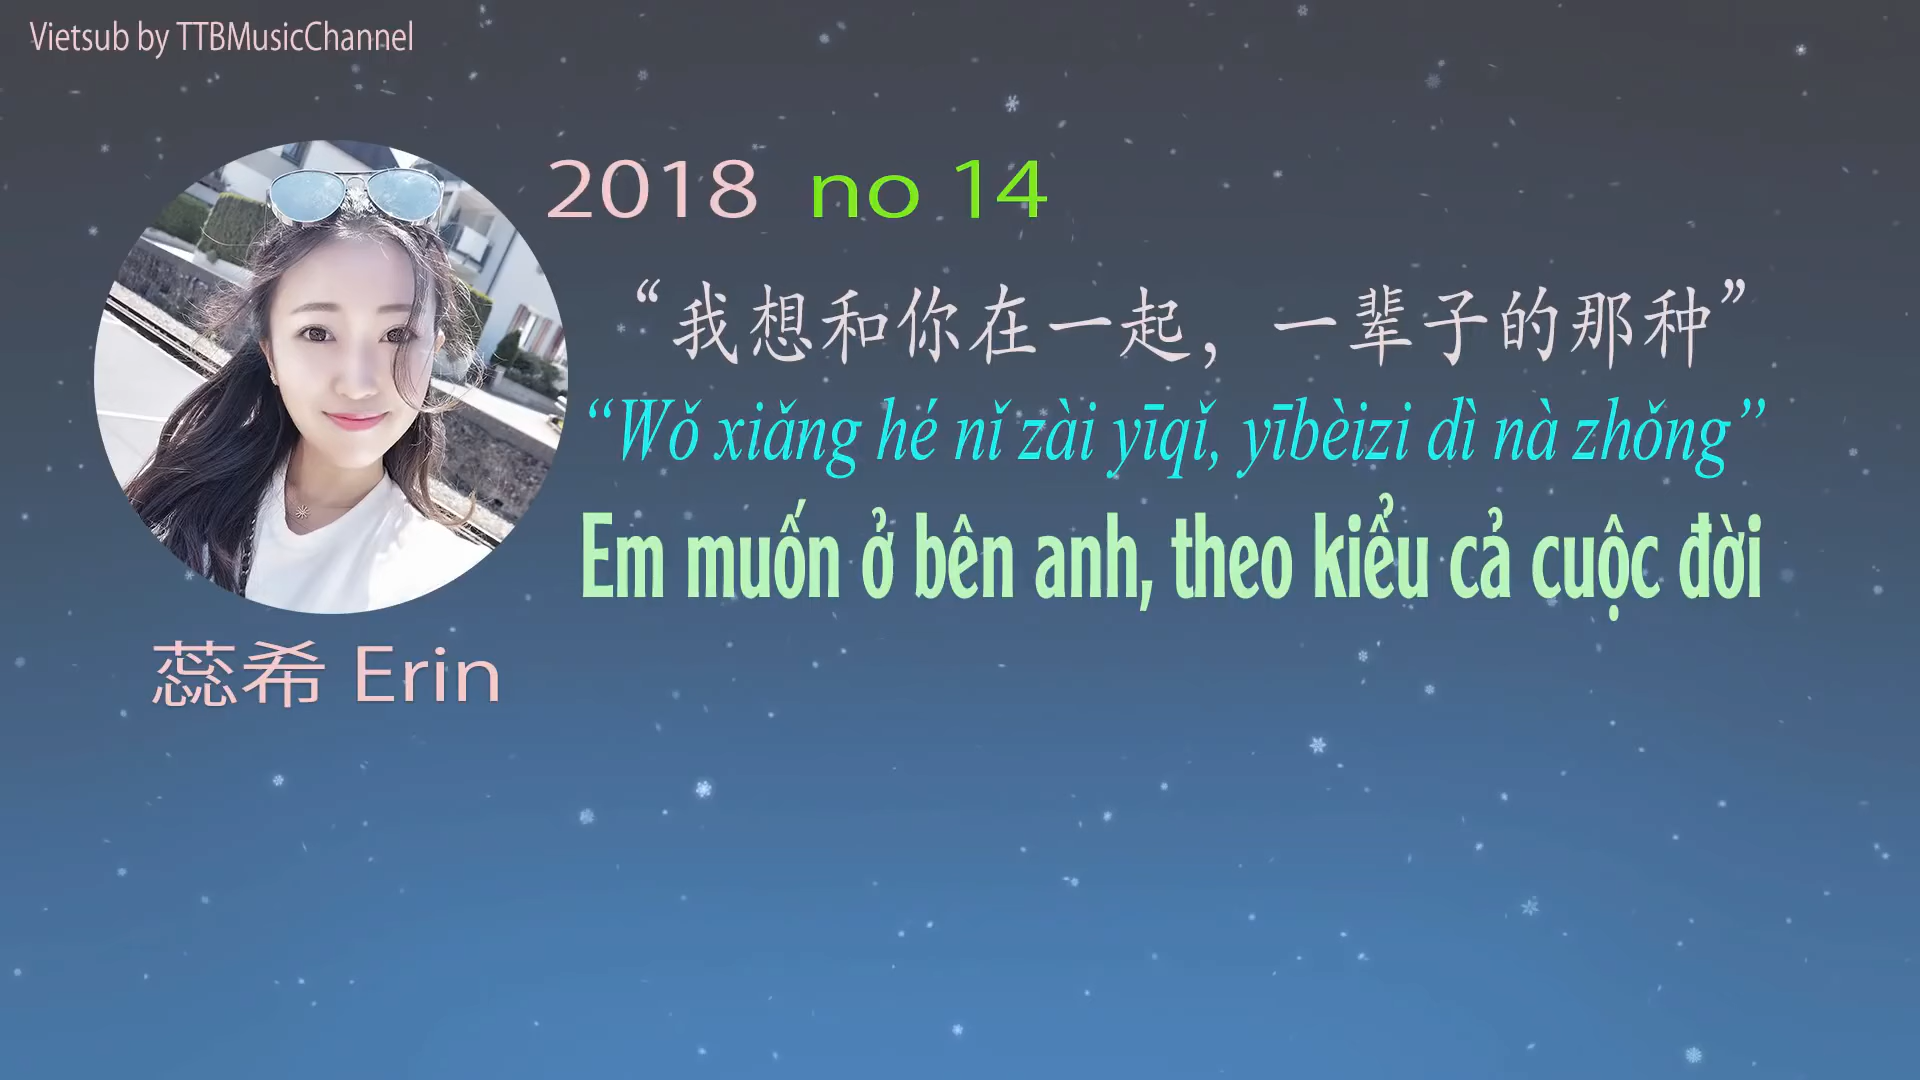 Vietsub by TTBMusicChannel
2018 no 14
“我想和你在一起，一辈子的那种”
“Wǒ xiǎng hé nǐ zài yīqǐ, yībèizi dì nà zhǒng”
Em muốn ở bên anh, theo kiểu cả cuộc đời
蕊希 Erin